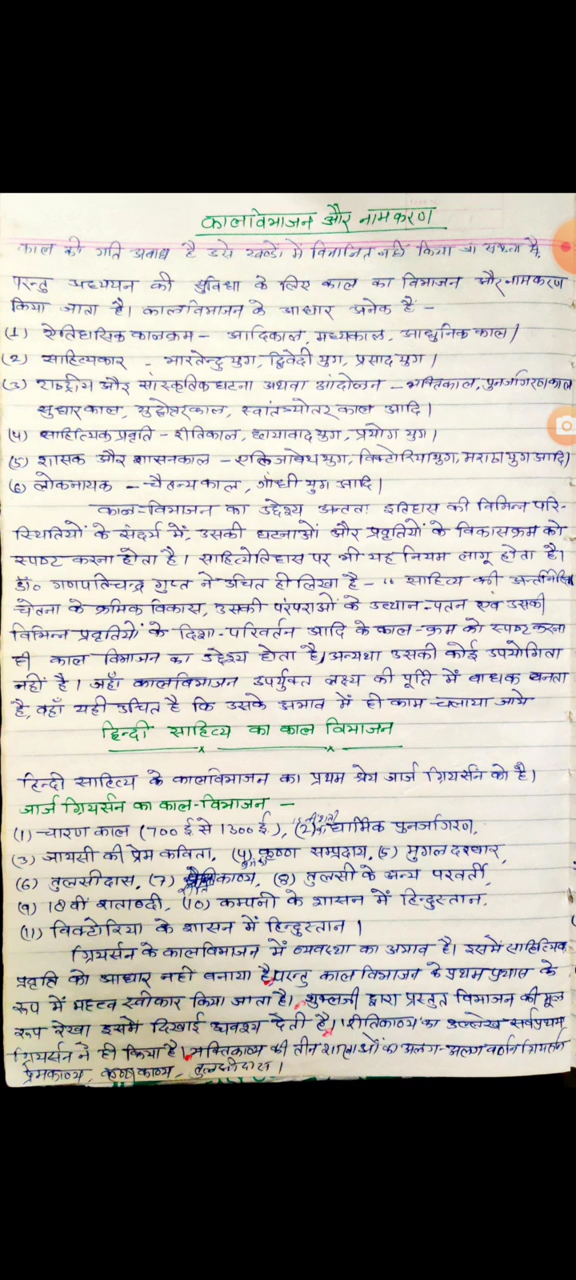 कालविभाजन और नामकरण
काल की गति अबाध है उसे खण्डों में विभाजित नहीं किया जा सकता है,
परन्तु अध्ययन की सुविधा के लिए काल का विभाजन और नामकरण
किया जाता है। कालविभाजन के आधार अनेक है –
(1) ऐतिहासिक कालक्रम – आदिकाल, मध्यकाल, आधुनिक काल।
(2) साहित्यकार – भारतेन्दु युग, द्विवेदी युग, प्रसाद युग।
(3) राष्ट्रीय और सांस्कृतिक घटना अथवा आंदोलन – भक्तिकाल, पुनर्जागरणकाल
सुधार काल, युद्धोत्तरकाल, स्वातंत्र्योतर काल आदि।
(4) साहित्यिक प्रवृति – रीतिकाल, छायावाद युग, प्रयोग युग।
(5) शासक और शासनकाल – एलिजाबेथ युग, विक्टोरिया युग, मराठा युग आदि।
(6) लोकनायक – चैतन्य काल, गाँधी युग आदि।
काल-विभाजन का उद्देश्य अन्ततः इतिहास की विभिन्न परि-
स्थितियों के संदर्भ में, उसकी घटनाओं और प्रवृतियों के विकासक्रम को
स्पष्ट करना होता है। साहित्येतिहास पर भी यह नियम लागू होता है।
डॉ० गणपतिचन्द्र गुप्त ने उचित ही लिखा है – "साहित्य की अन्तर्निहित
चेतना के क्रमिक विकास, उसकी परंपराओं के उत्थान-पतन एवं उसकी
विभिन्न प्रवृतियों के दिशा-परिवर्तन आदि के काल-क्रम को स्पष्ट करना
ही काल विभाजन का उद्देश्य होता है, अन्यथा उसकी कोई उपयोगिता
नहीं है। जहाँ कालविभाजन उपर्युक्त लक्ष्य की पूर्ति में बाधक बनता
है, वहाँ यही उचित है कि उसके अभाव में ही काम चलाया जाये
हिन्दी साहित्य का काल विभाजन
हिन्दी साहित्य के कालविभाजन का प्रथम श्रेय जार्ज ग्रियर्सन को है।
जार्ज ग्रियर्सन का काल-विभाजन –
(1) चारण काल (700 ई से 1300 ई.), (2) धार्मिक पुनर्जागरण,
(3) जायसी की प्रेम कविता, (4) कृष्ण सम्प्रदाय, (5) मुगल दरबार,
(6) तुलसीदास, (7) रीति काव्य, (8) तुलसी के अन्य परवर्ती,
(9) 18 वीं शताब्दी, (10) कम्पनी के शासन में हिन्दुस्तान,
(11) विक्टोरिया के शासन में हिन्दुस्तान।
ग्रियर्सन के कालविभाजन में व्यवस्था का अभाव है। इसमें साहित्यिक
प्रवृति को आधार नहीं बनाया है, परन्तु काल विभाजन के प्रथम प्रयास के
रूप में महत्व स्वीकार किया जाता है। शुक्लजी द्वारा प्रस्तुत विभाजन की मूल
रूप रेखा इसमें दिखाई अवश्य देती है। रीतिकाव्य का उल्लेख सर्वप्रथम
ग्रियर्सन ने ही किया है। भक्तिकाव्य की तीन शाखाओं का अलग-अलग वर्णन
प्रेमकाव्य, कृष्ण काव्य, तुलसीदास।